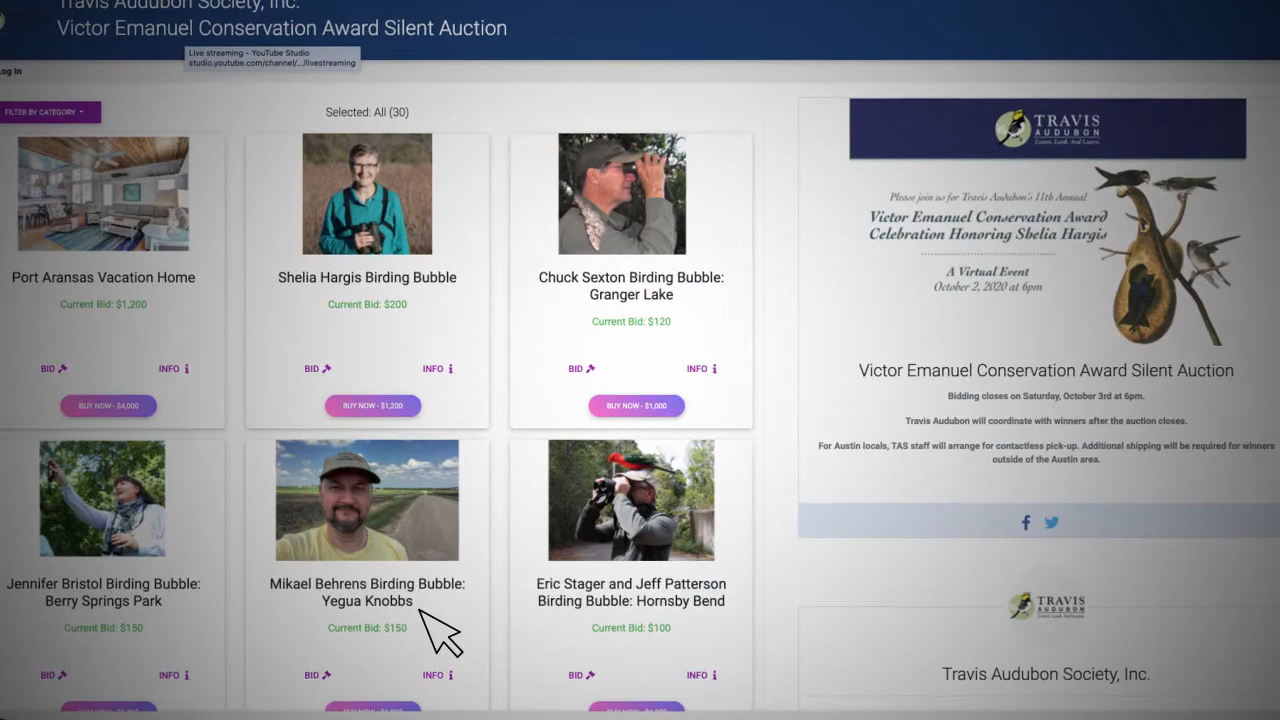 Travis Audubon Society, Inc.
Victor Emanuel Conservation Award Silent Auction
Live streaming - YouTube Studio
studio.youtube.com/channel/.../livestreaming
Log In
FILTER BY CATEGORY
Selected: All (30)
Port Aransas Vacation Home
Current Bid: $1,200
BID
INFO
BUY NOW - $4,000
Shelia Hargis Birding Bubble
Current Bid: $200
BID
INFO
BUY NOW - $1,200
Chuck Sexton Birding Bubble:
Granger Lake
Current Bid: $120
BID
INFO
BUY NOW - $1,000
Jennifer Bristol Birding Bubble:
Berry Springs Park
Current Bid: $150
BID
INFO
Mikael Behrens Birding Bubble:
Yegua Knobbs
Current Bid: $150
BID
INFO
Eric Stager and Jeff Patterson
Birding Bubble: Hornsby Bend
Current Bid: $100
BID
INFO
TRAVIS
AUDUBON
Listen. Look. And Learn.
Please join us for Travis Audubon's 11th Annual
Victor Emanuel Conservation Award
Celebration Honoring Shelia Hargis
A Virtual Event
October 2, 2020 at 6pm
Victor Emanuel Conservation Award Silent Auction
Bidding closes on Saturday, October 3rd at 6pm.
Travis Audubon will coordinate with winners after the auction closes.
For Austin locals, TAS staff will arrange for contactless pick-up. Additional shipping will be required for winners
outside of the Austin area.
TRAVIS
AUDUBON
Travis Audubon Society, Inc.